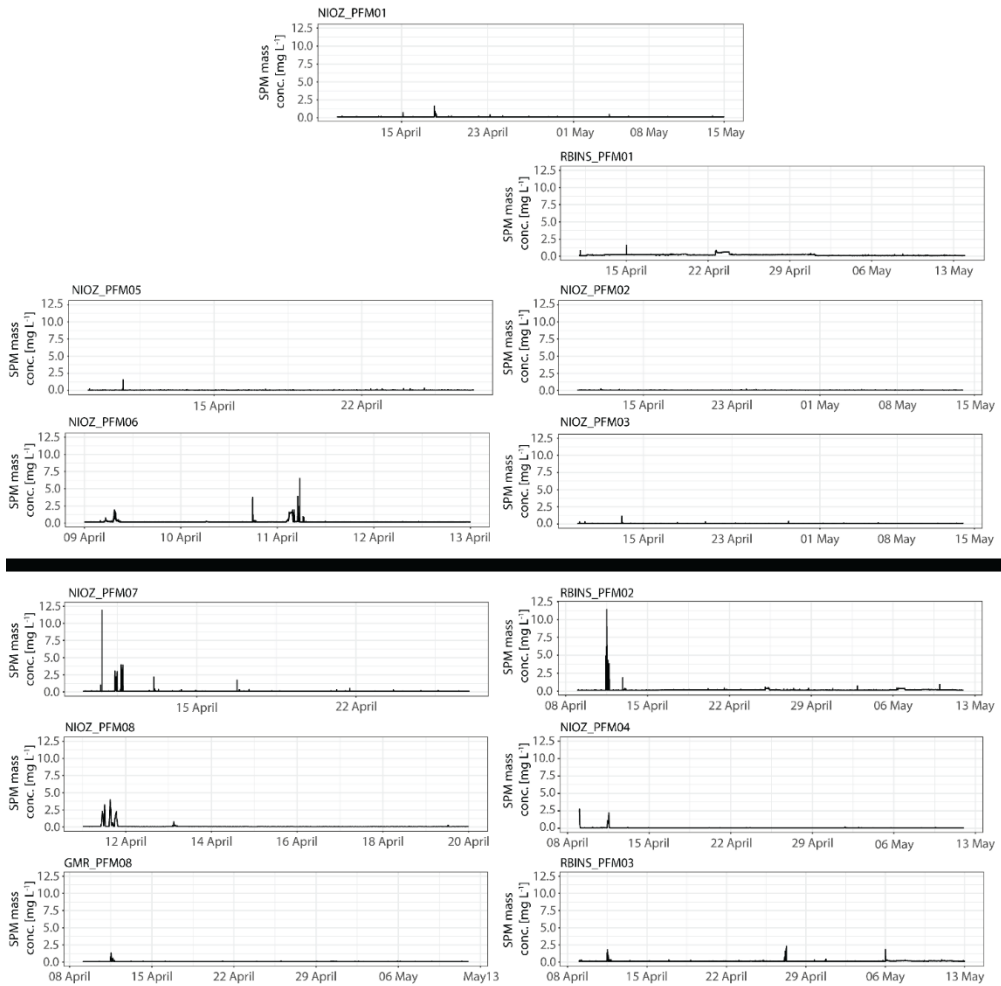 NIOZ_PFM01
SPM mass
conc. [mg L⁻¹]
12.5
10.0
7.5
5.0
2.5
0.0
15 April 23 April 01 May 08 May 15 May
RBINS_PFM01
SPM mass
conc. [mg L⁻¹]
12.5
10.0
7.5
5.0
2.5
0.0
15 April 22 April 29 April 06 May 13 May
NIOZ_PFM05
SPM mass
conc. [mg L⁻¹]
12.5
10.0
7.5
5.0
2.5
0.0
15 April 22 April
NIOZ_PFM02
SPM mass
conc. [mg L⁻¹]
12.5
10.0
7.5
5.0
2.5
0.0
15 April 23 April 01 May 08 May 15 May
NIOZ_PFM06
SPM mass
conc. [mg L⁻¹]
12.5
10.0
7.5
5.0
2.5
0.0
09 April 10 April 11 April 12 April 13 April
NIOZ_PFM03
SPM mass
conc. [mg L⁻¹]
12.5
10.0
7.5
5.0
2.5
0.0
15 April 23 April 01 May 08 May 15 May
NIOZ_PFM07
SPM mass
conc. [mg L⁻¹]
12.5
10.0
7.5
5.0
2.5
0.0
15 April 22 April
RBINS_PFM02
SPM mass
conc. [mg L⁻¹]
12.5
10.0
7.5
5.0
2.5
0.0
08 April 15 April 22 April 29 April 06 May 13 May
NIOZ_PFM08
SPM mass
conc. [mg L⁻¹]
12.5
10.0
7.5
5.0
2.5
0.0
12 April 14 April 16 April 18 April 20 April
NIOZ_PFM04
SPM mass
conc. [mg L⁻¹]
12.5
10.0
7.5
5.0
2.5
0.0
08 April 15 April 22 April 29 April 06 May 13 May
GMR_PFM08
SPM mass
conc. [mg L⁻¹]
12.5
10.0
7.5
5.0
2.5
0.0
08 April 15 April 22 April 29 April 06 May May13
RBINS_PFM03
SPM mass
conc. [mg L⁻¹]
12.5
10.0
7.5
5.0
2.5
0.0
08 April 15 April 22 April 29 April 06 May 13 May